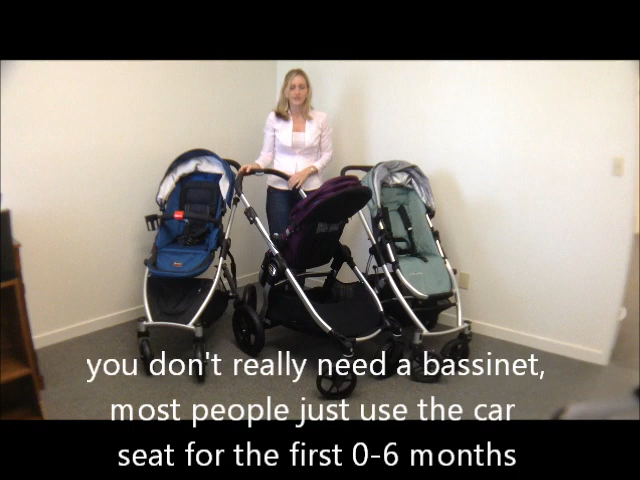 you don't really need a bassinet,
most people just use the car
seat for the first 0-6 months